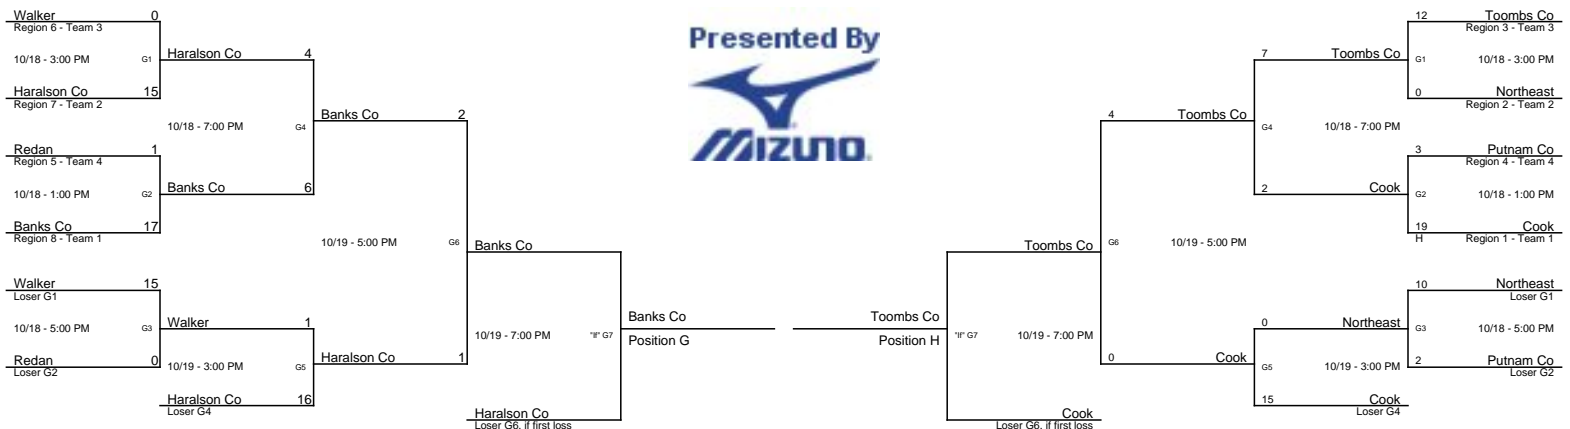 Walker 0
Region 6 - Team 3
10/18 - 3:00 PM G1
Haralson Co 15
Region 7 - Team 2
Haralson Co 4
10/18 - 7:00 PM G4
Redan 1
Region 5 - Team 4
10/18 - 1:00 PM G2
Banks Co 17
Region 8 - Team 1
Banks Co 6
Banks Co 2
10/19 - 5:00 PM G6
Walker 15
Loser G1
10/18 - 5:00 PM G3
Redan 0
Loser G2
Walker 1
10/19 - 3:00 PM G5
Haralson Co 16
Loser G4
Haralson Co 1
Banks Co
10/19 - 7:00 PM "If" G7
Haralson Co
Loser G6, if first loss
Banks Co
Position G
Presented By
MIZUNO
12 Toombs Co
Region 3 - Team 3
G1 10/18 - 3:00 PM
0 Northeast
Region 2 - Team 2
7 Toombs Co
G4 10/18 - 7:00 PM
3 Putnam Co
Region 4 - Team 4
G2 10/18 - 1:00 PM
19 Cook
H Region 1 - Team 1
2 Cook
4 Toombs Co
G6 10/19 - 5:00 PM
10 Northeast
Loser G1
G3 10/18 - 5:00 PM
2 Putnam Co
Loser G2
0 Northeast
G5 10/19 - 3:00 PM
15 Cook
Loser G4
0 Cook
Toombs Co
"If" G7 10/19 - 7:00 PM
Cook
Loser G6, if first loss
Toombs Co
Position H